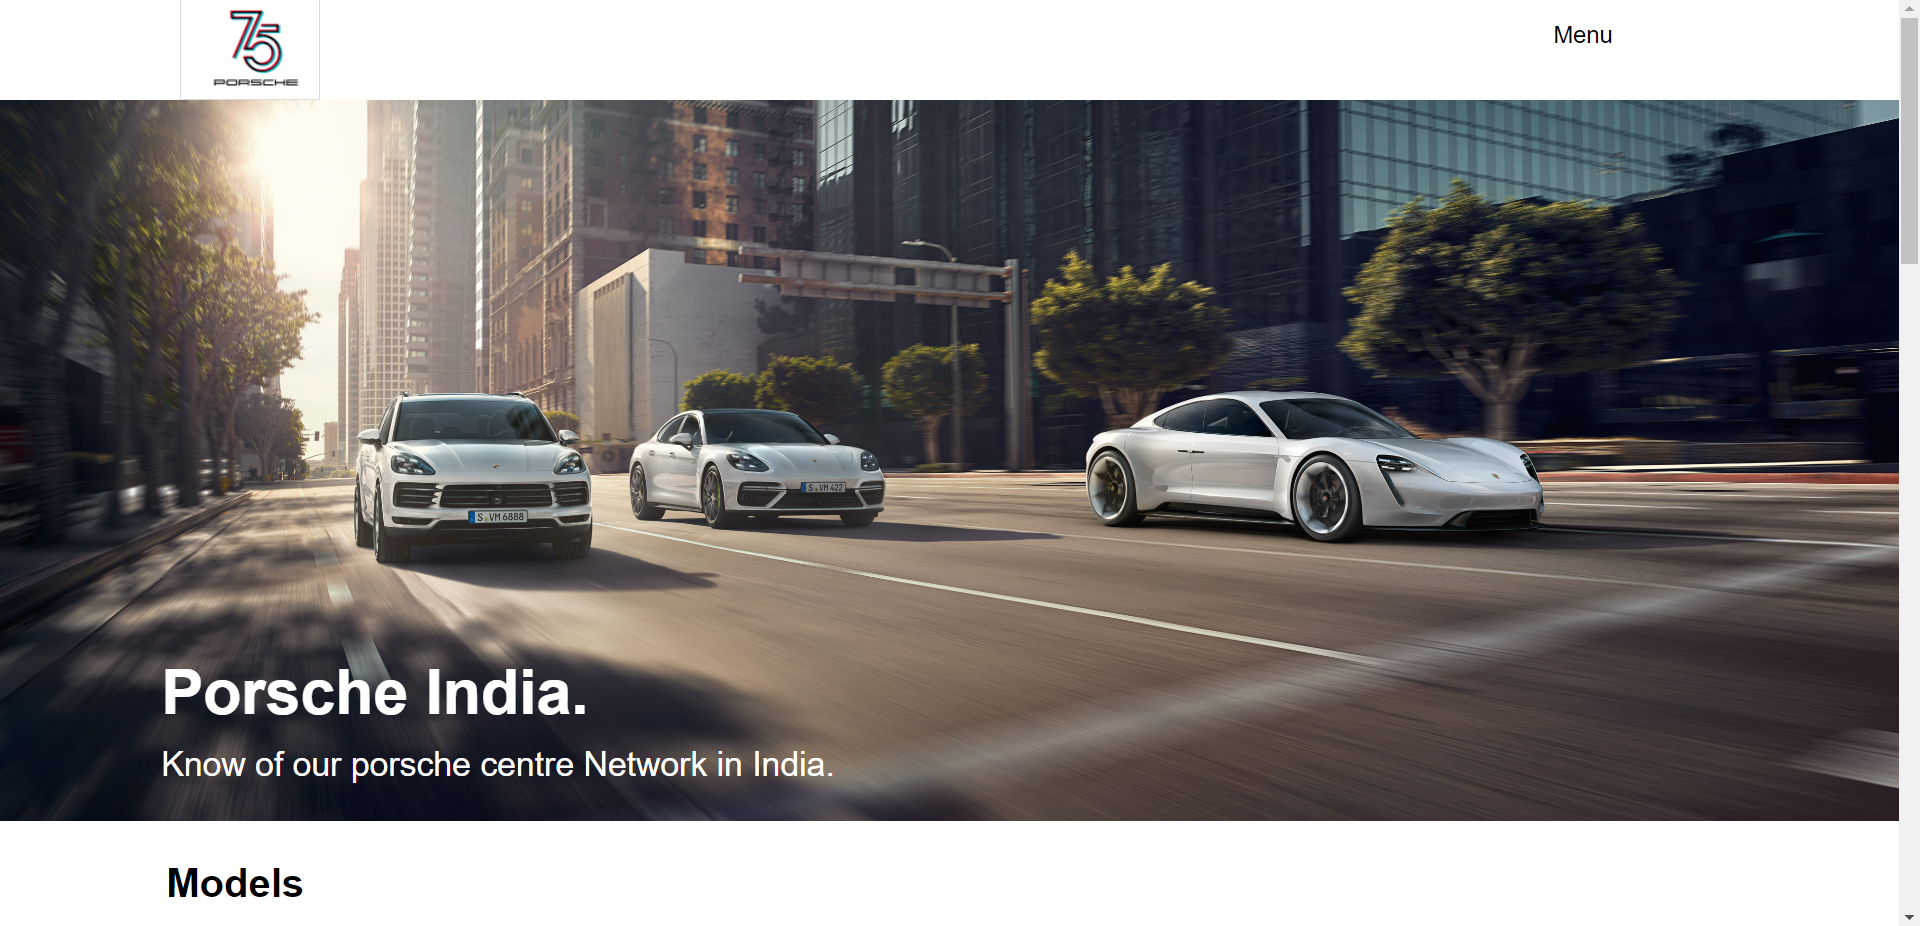 75
PORSCHE
Menu
S VM 6888
S VM 422
Porsche India.
Know of our porsche centre Network in India.
Models